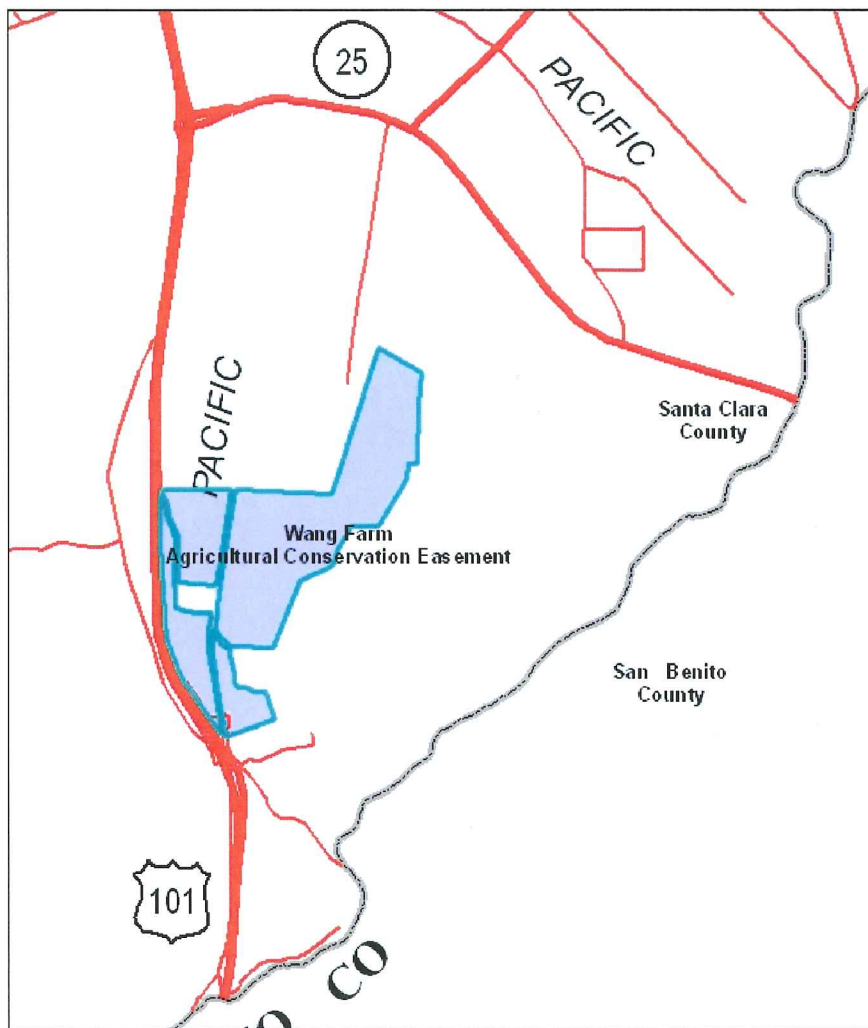 25
PACIFIC
PACIFIC
Santa Clara
County
Wang Farm
Agricultural Conservation Easement
San Benito
County
101
CO